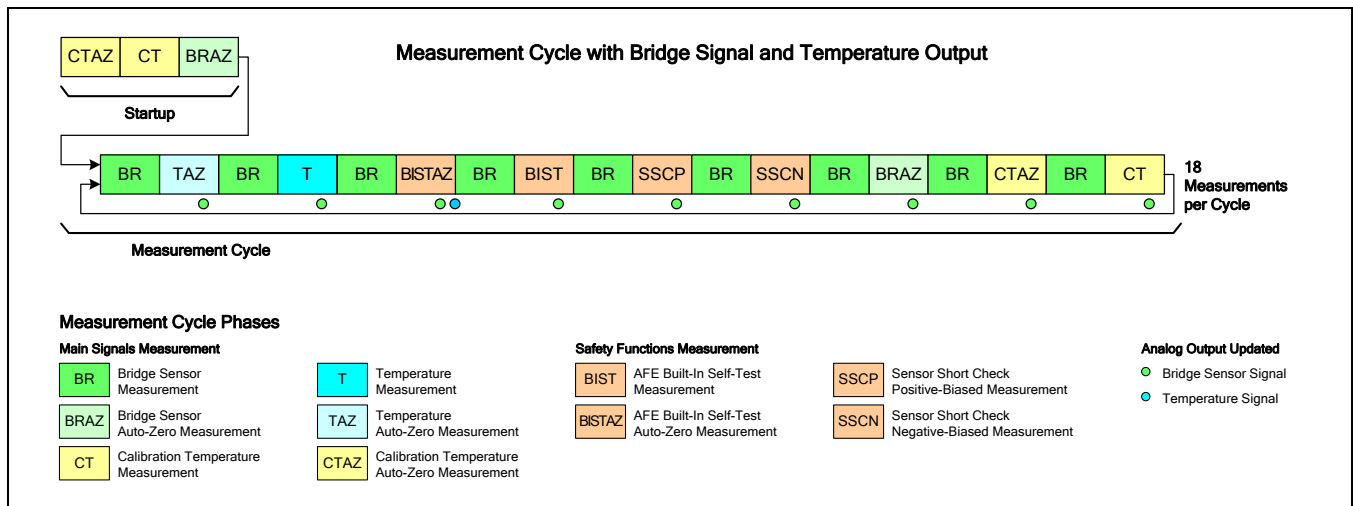 Measurement Cycle with Bridge Signal and Temperature Output
CTAZ CT BRAZ
Startup
BR TAZ BR T BR BISTAZ BR BIST BR SSCP BR SSCN BR BRAZ BR CTAZ BR CT
18
Measurements
per Cycle
Measurement Cycle
Measurement Cycle Phases
Main Signals Measurement
BR Bridge Sensor
Measurement
BRAZ Bridge Sensor
Auto-Zero Measurement
CT Calibration Temperature
Measurement
T Temperature
Measurement
TAZ Temperature
Auto-Zero Measurement
CTAZ Calibration Temperature
Auto-Zero Measurement
Safety Functions Measurement
BIST AFE Built-In Self-Test
Measurement
BISTAZ AFE Built-In Self-Test
Auto-Zero Measurement
SSCP Sensor Short Check
Positive-Biased Measurement
SSCN Sensor Short Check
Negative-Biased Measurement
Analog Output Updated
Bridge Sensor Signal
Temperature Signal